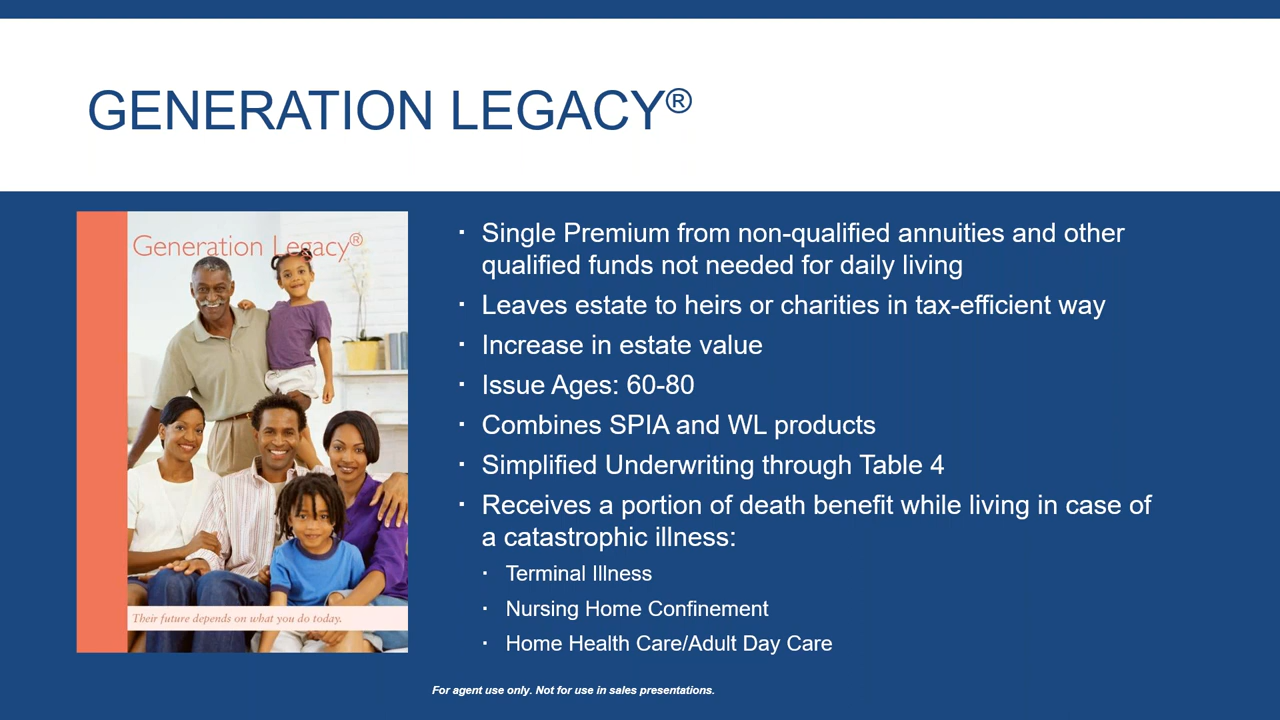 GENERATION LEGACY®
Generation Legacy®
Their future depends on what you do today.
▪ Single Premium from non-qualified annuities and other
qualified funds not needed for daily living
▪ Leaves estate to heirs or charities in tax-efficient way
▪ Increase in estate value
▪ Issue Ages: 60-80
▪ Combines SPIA and WL products
▪ Simplified Underwriting through Table 4
▪ Receives a portion of death benefit while living in case of
a catastrophic illness:
▪ Terminal Illness
▪ Nursing Home Confinement
▪ Home Health Care/Adult Day Care
For agent use only. Not for use in sales presentations.